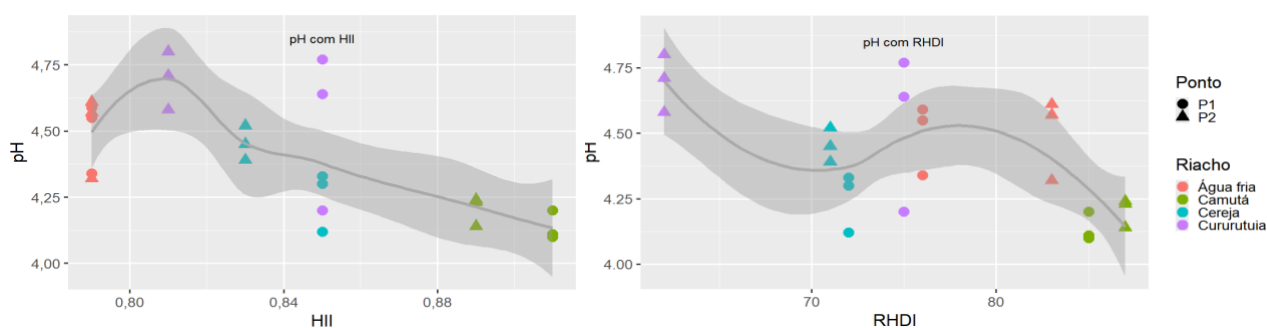 pH com HII
4,75
4,50
4,25
4,00
pH
0,80
0,84
0,88
HII
pH com RHDI
4.75
4.50
4.25
4.00
pH
70
80
RHDI
Ponto
P1
P2
Riacho
Água fria
Camutá
Cereja
Cururutuia